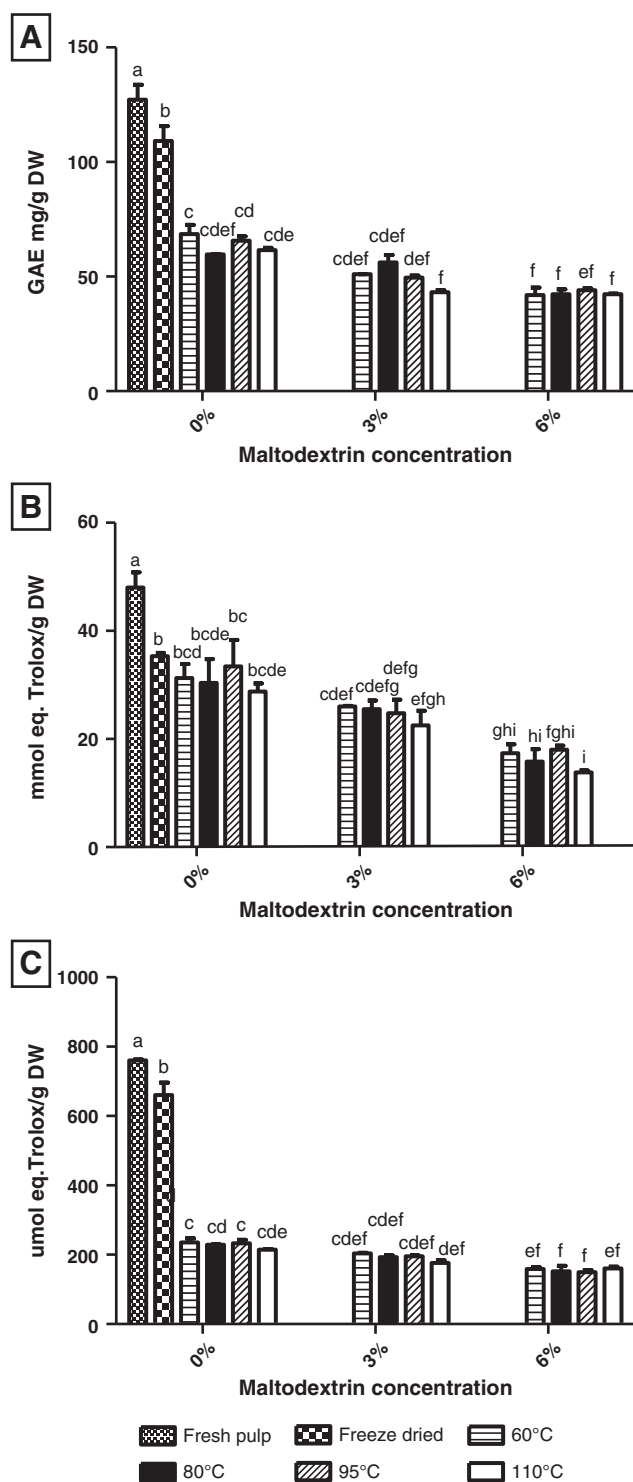 A
150
100
50
0
GAE mg/g DW
a
b
c
cdef
cd
cde
cdef
cdef
def
f
f
f
ef
f
0%
3%
6%
Maltodextrin concentration
B
60
40
20
0
mmol eq. Trolox/g DW
a
b
bcd
bcde
bc
bcde
cdef
cdefg
defg
efgh
ghi
hi
fghi
i
0%
3%
6%
Maltodextrin concentration
C
1000
800
600
400
200
0
umol eq.Trolox/g DW
a
b
c
cd
c
cde
cdef
cdef
cdef
def
ef
f
f
ef
0%
3%
6%
Maltodextrin concentration
Fresh pulp Freeze dried 60°C
80°C 95°C 110°C